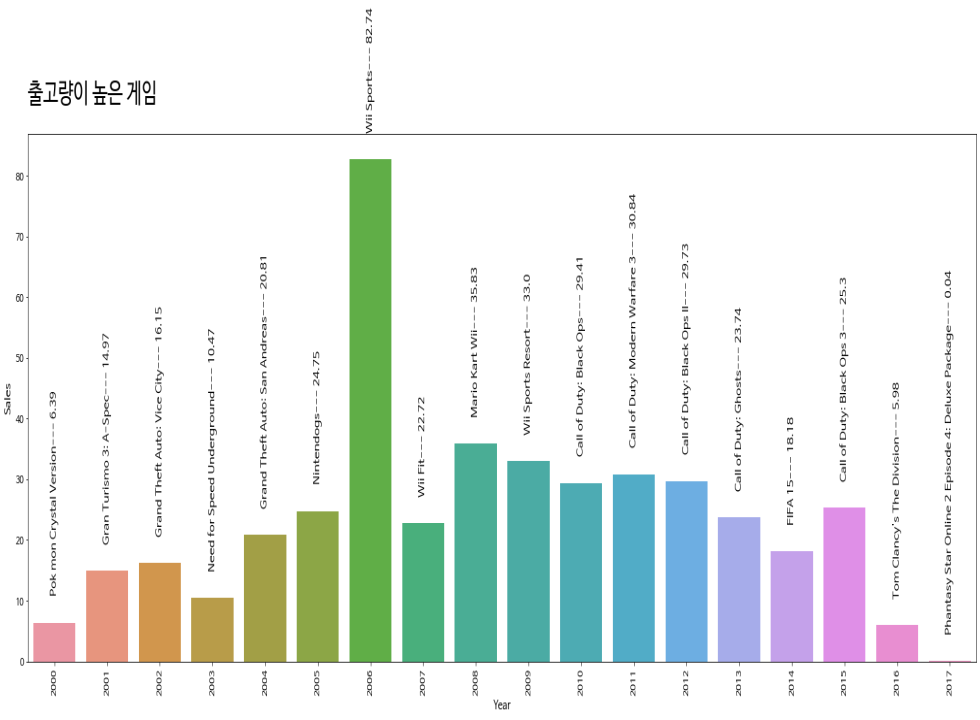 출고량이 높은 게임
Sales
80
70
60
50
40
30
20
10
0
Pok mon Crystal Version--- 6.39
Gran Turismo 3: A-Spec--- 14.97
Grand Theft Auto: Vice City--- 16.15
Need for Speed Underground--- 10.47
Grand Theft Auto: San Andreas--- 20.81
Nintendogs--- 24.75
Wii Sports--- 82.74
Wii Fit--- 22.72
Mario Kart Wii--- 35.83
Wii Sports Resort--- 33.0
Call of Duty: Black Ops--- 29.41
Call of Duty: Modern Warfare 3--- 30.84
Call of Duty: Black Ops II--- 29.73
Call of Duty: Ghosts--- 23.74
FIFA 15--- 18.18
Call of Duty: Black Ops 3--- 25.3
Tom Clancy's The Division--- 5.98
Phantasy Star Online 2 Episode 4: Deluxe Package--- 0.04
2000
2001
2002
2003
2004
2005
2006
2007
2008
2009
2010
2011
2012
2013
2014
2015
2016
2017
Year